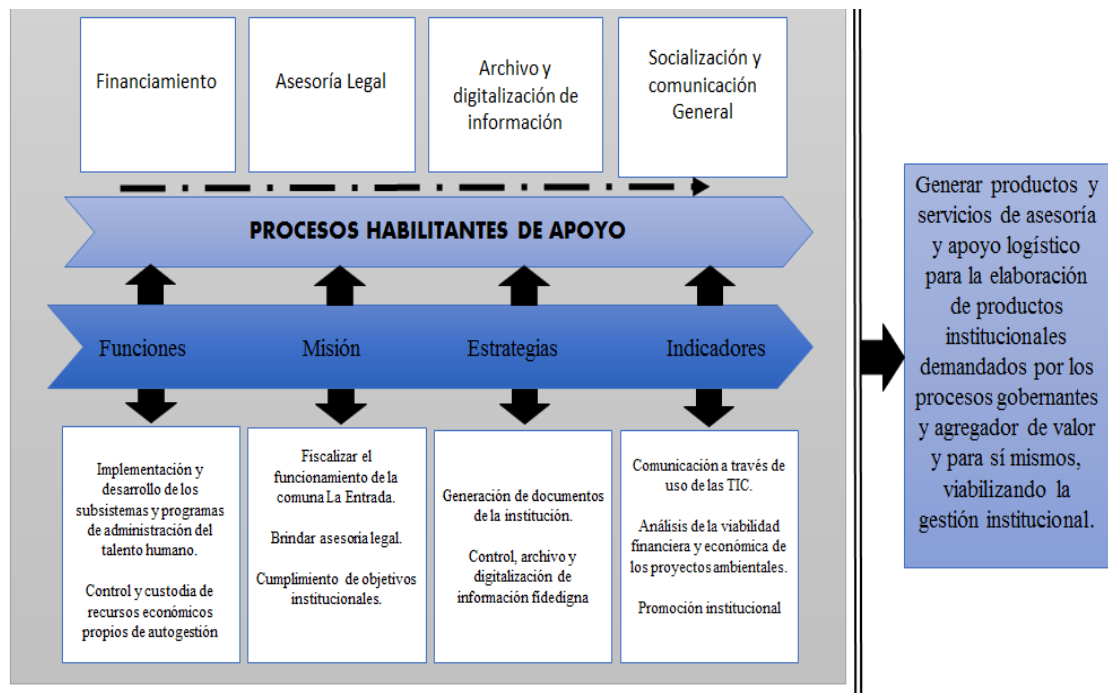 Financiamiento
Asesoría Legal
Archivo y
digitalización de
información
Socialización y
comunicación
General
PROCESOS HABILITANTES DE APOYO
Funciones
Misión
Estrategias
Indicadores
Implementación y
desarrollo de los
subsistemas y programas
de administración del
talento humano.
Control y custodia de
recursos económicos
propios de autogestión
Fiscalizar el
funcionamiento de la
comuna La Entrada.
Brindar asesoría legal.
Cumplimiento de objetivos
institucionales.
Generación de documentos
de la institución.
Control, archivo y
digitalización de
información fidedigna
Comunicación a través de
uso de las TIC.
Análisis de la viabilidad
financiera y económica de
los proyectos ambientales.
Promoción institucional
Generar productos y
servicios de asesoría
y apoyo logístico
para la elaboración
de productos
institucionales
demandados por los
procesos gobernantes
y agregador de valor
y para sí mismos,
viabilizando la
gestión institucional.